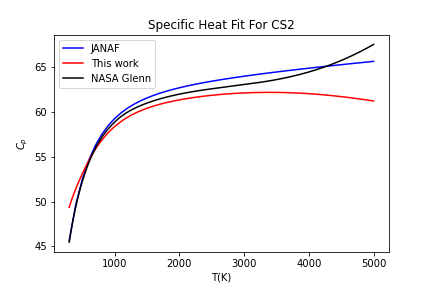 Specific Heat Fit For CS2
JANAF
This work
NASA Glenn
65
60
55
50
45
Cp
1000
2000
3000
4000
5000
T(K)